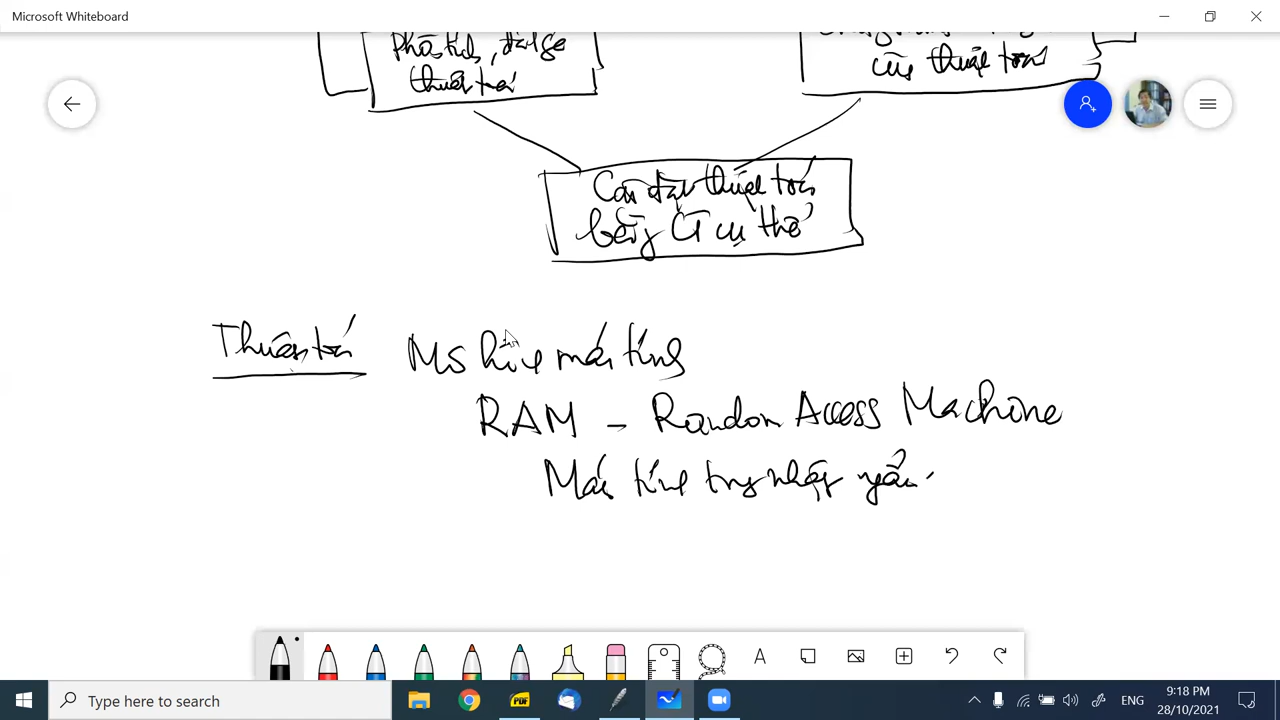 Microsoft Whiteboard
Phân tích, đánh giá
thuật toán
của thuật toán
Cài đặt thuật toán
bằng cụ thể
Thuật toán Mô hình máy tính
RAM - Random Access Machine
Máy tính truy nhập ngẫu
Type here to search
ENG
9:18 PM
28/10/2021